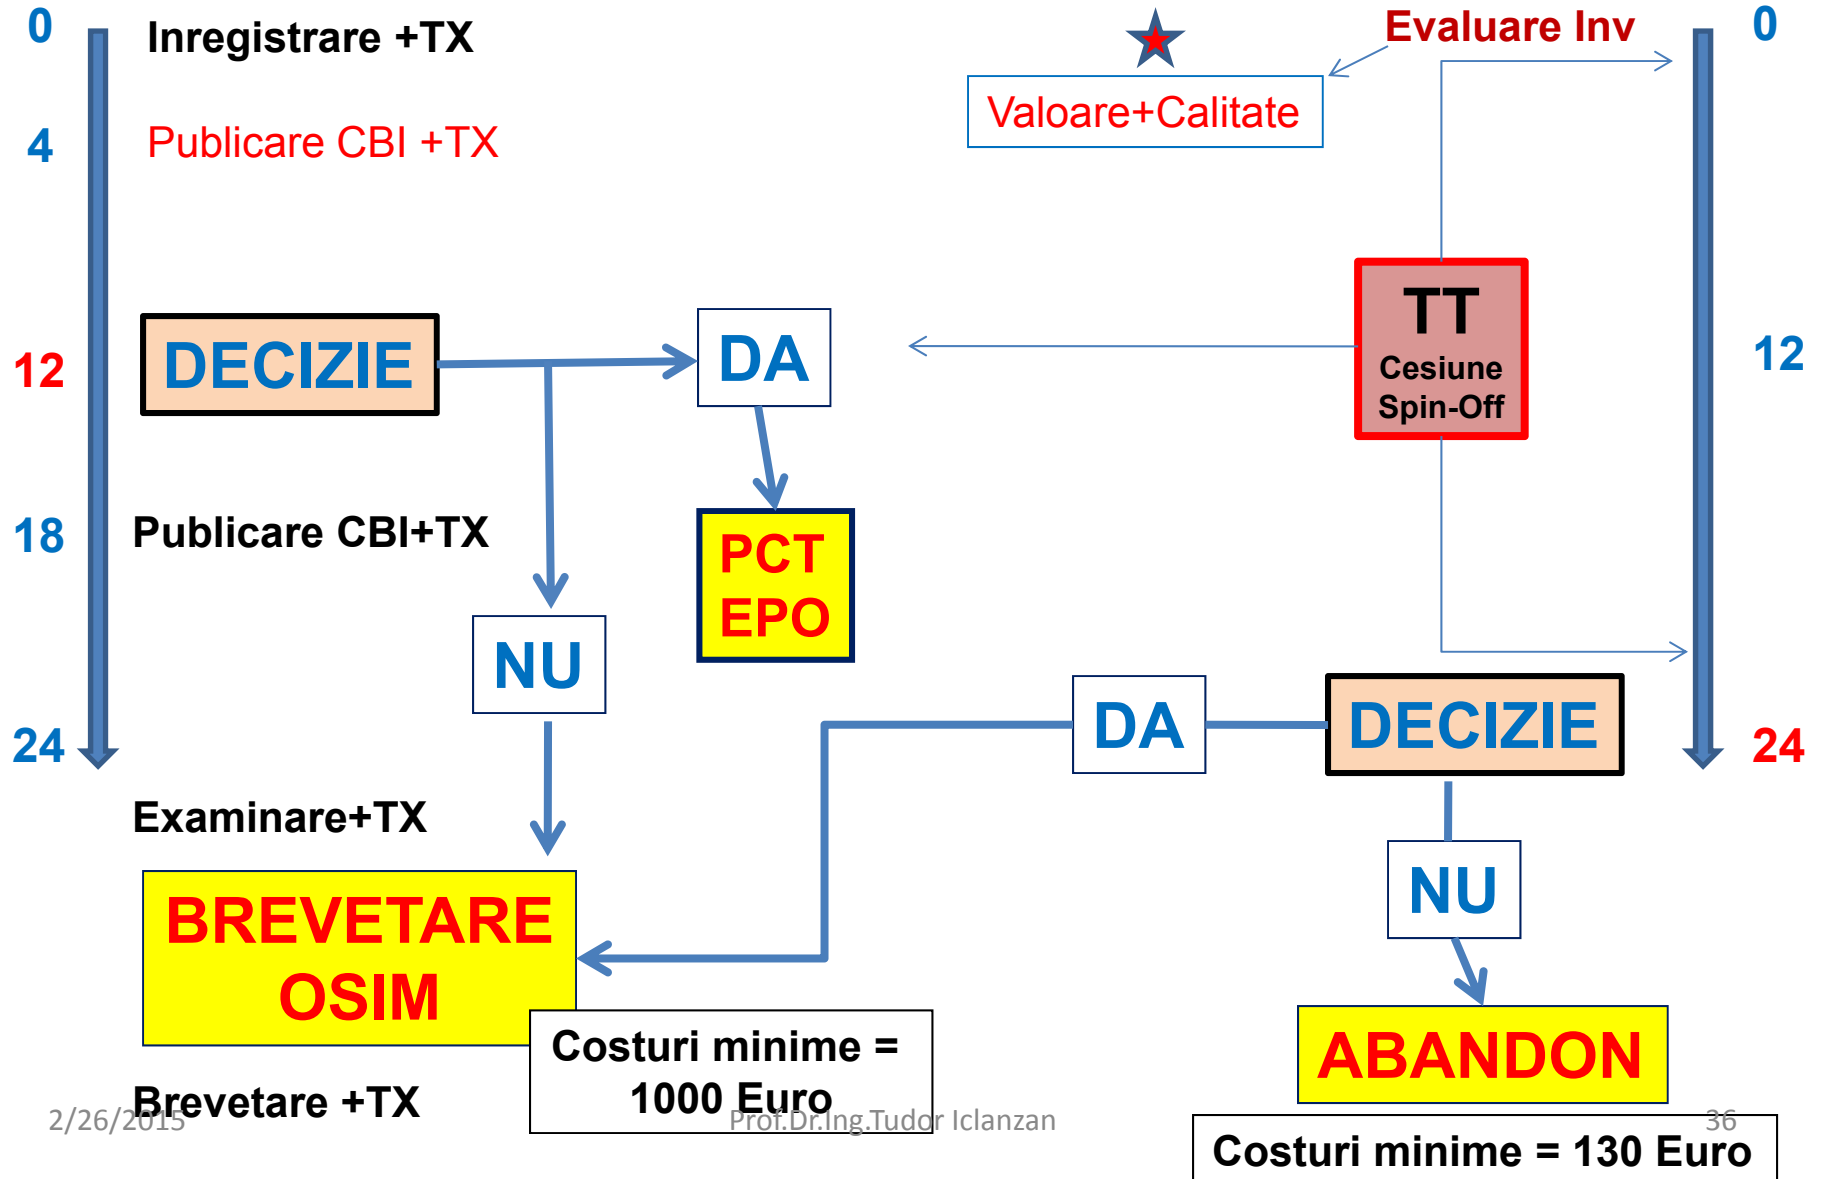 0
Inregistrare +TX
Evaluare Inv
0
Valoare+Calitate
4
Publicare CBI +TX
TT
Cesiune
Spin-Off
12
DECIZIE
DA
12
18
Publicare CBI+TX
PCT
EPO
NU
DA
DECIZIE
24
24
Examinare+TX
NU
BREVETARE
OSIM
Costuri minime =
1000 Euro
ABANDON
Brevetare +TX
2/26/2015
Prof.Dr.Ing.Tudor Iclanzan
36
Costuri minime = 130 Euro